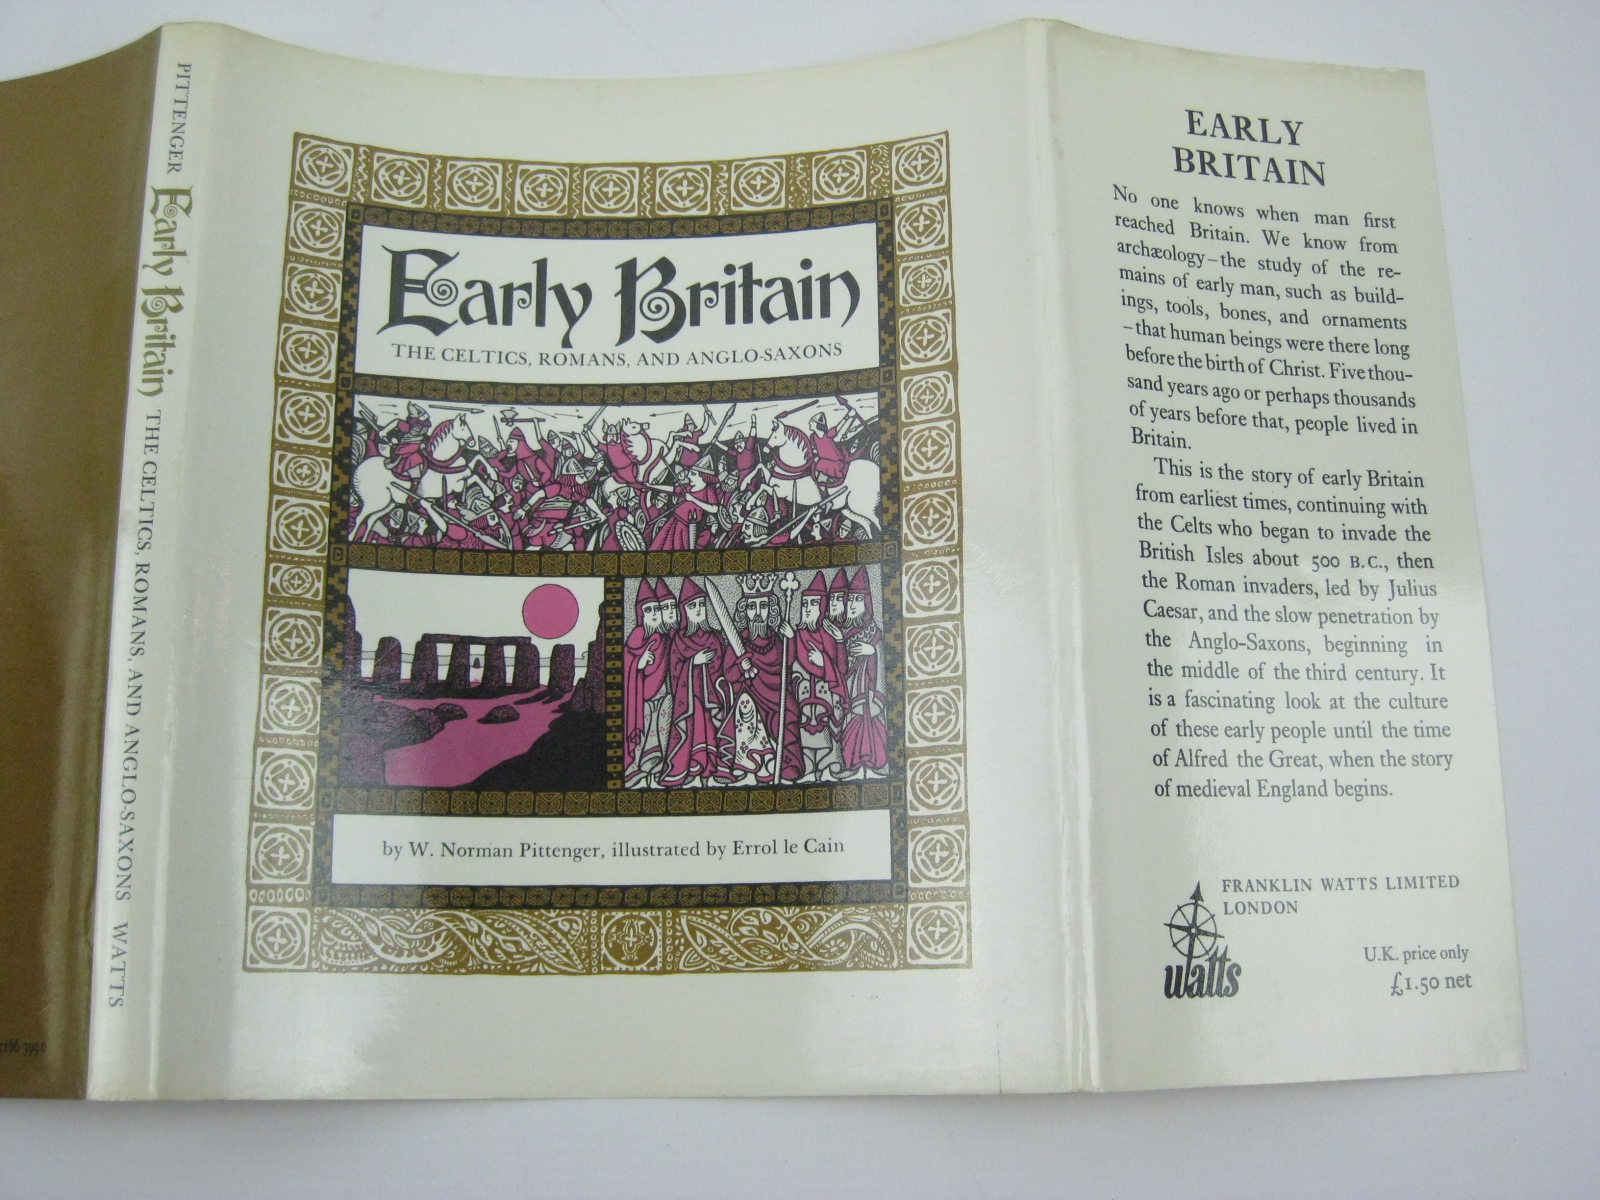 PITTENGER Early Britain THE CELTICS, ROMANS, AND ANGLO-SAXONS WATTS
Early Britain
THE CELTICS, ROMANS, AND ANGLO-SAXONS
by W. Norman Pittenger, illustrated by Errol le Cain
EARLY
BRITAIN
No one knows when man first
reached Britain. We know from
archæology–the study of the re-
mains of early man, such as build-
ings, tools, bones, and ornaments
–that human beings were there long
before the birth of Christ. Five thou-
sand years ago or perhaps thousands
of years before that, people lived in
Britain.
This is the story of early Britain
from earliest times, continuing with
the Celts who began to invade the
British Isles about 500 B.C., then
the Roman invaders, led by Julius
Caesar, and the slow penetration by
the Anglo-Saxons, beginning in
the middle of the third century. It
is a fascinating look at the culture
of these early people until the time
of Alfred the Great, when the story
of medieval England begins.
FRANKLIN WATTS LIMITED
LONDON
watts
U.K. price only
£1.50 net